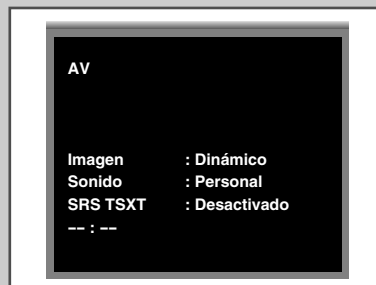 AV
Imagen : Dinámico
Sonido : Personal
SRS TSXT : Desactivado
-- : --